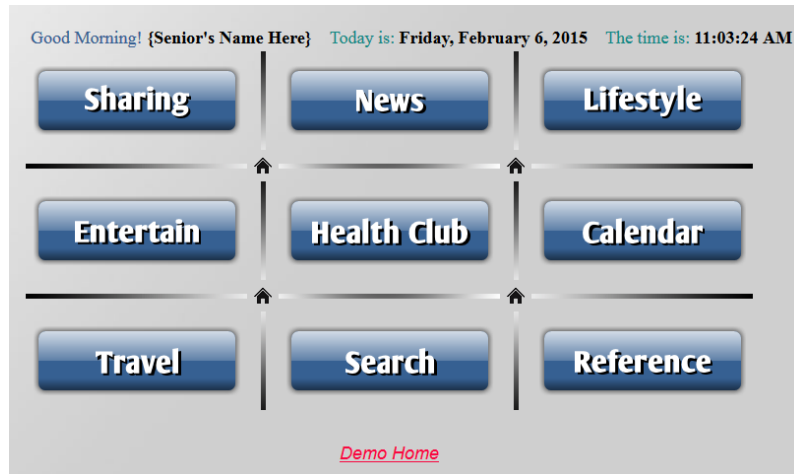 Good Morning! {Senior's Name Here} Today is: Friday, February 6, 2015 The time is: 11:03:24 AM
Sharing News Lifestyle
Entertain Health Club Calendar
Travel Search Reference
Demo Home